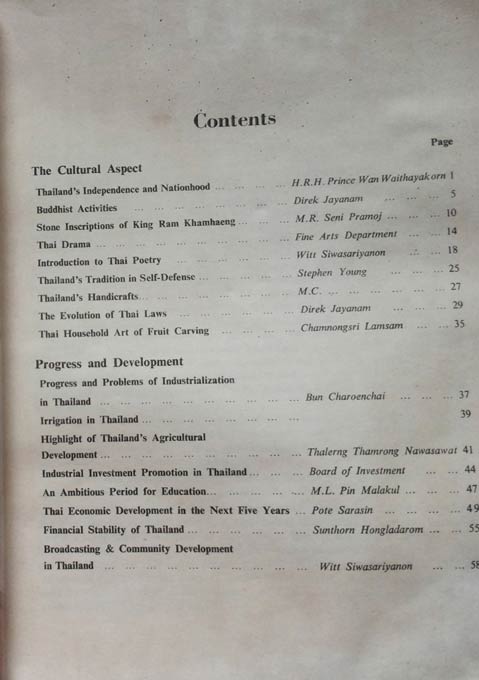 Contents
Page
The Cultural Aspect
Thailand's Independence and Nationhood ... ... ... ... H.R.H. Prince Wan Waithayakorn 1
Buddhist Activities ... ... ... ... ... ... ... ... Direk Jayanam ... ... ... 5
Stone Inscriptions of King Ram Khamhaeng ... ... ... M.R. Seni Pramoj ... ... ... 10
Thai Drama ... ... ... ... ... ... ... ... ... Fine Arts Department ... ... 14
Introduction to Thai Poetry ... ... ... ... ... ... Witt Siwasariyanon ... ... 18
Thailand's Tradition in Self-Defense ... ... ... ... ... Stephen Young ... ... ... 25
Thailand's Handicrafts... ... ... ... ... ... ... ... M.C. ... ... ... ... ... 27
The Evolution of Thai Laws ... ... ... ... ... ... Direk Jayanam ... ... ... 29
Thai Household Art of Fruit Carving ... ... ... ... Chamnongsri Lamsam ... ... 35
Progress and Development
Progress and Problems of Industrialization
in Thailand ... ... ... ... ... ... ... ... ... Bun Charoenchai ... ... ... 37
Irrigation in Thailand ... ... ... ... ... ... ... ... 39
Highlight of Thailand's Agricultural
Development ... ... ... ... ... ... ... ... ... Thalerng Thamrong Nawasawat 41
Industrial Investment Promotion in Thailand ... ... ... Board of Investment ... ... 44
An Ambitious Period for Education ... ... ... ... ... M.L. Pin Malakul ... ... ... 47
Thai Economic Development in the Next Five Years ... Pote Sarasin ... ... ... ... 49
Financial Stability of Thailand ... ... ... ... ... ... Sunthorn Hongladarom ... ... 55
Broadcasting & Community Development
in Thailand ... ... ... ... ... ... ... ... ... Witt Siwasariyanon ... ... 58